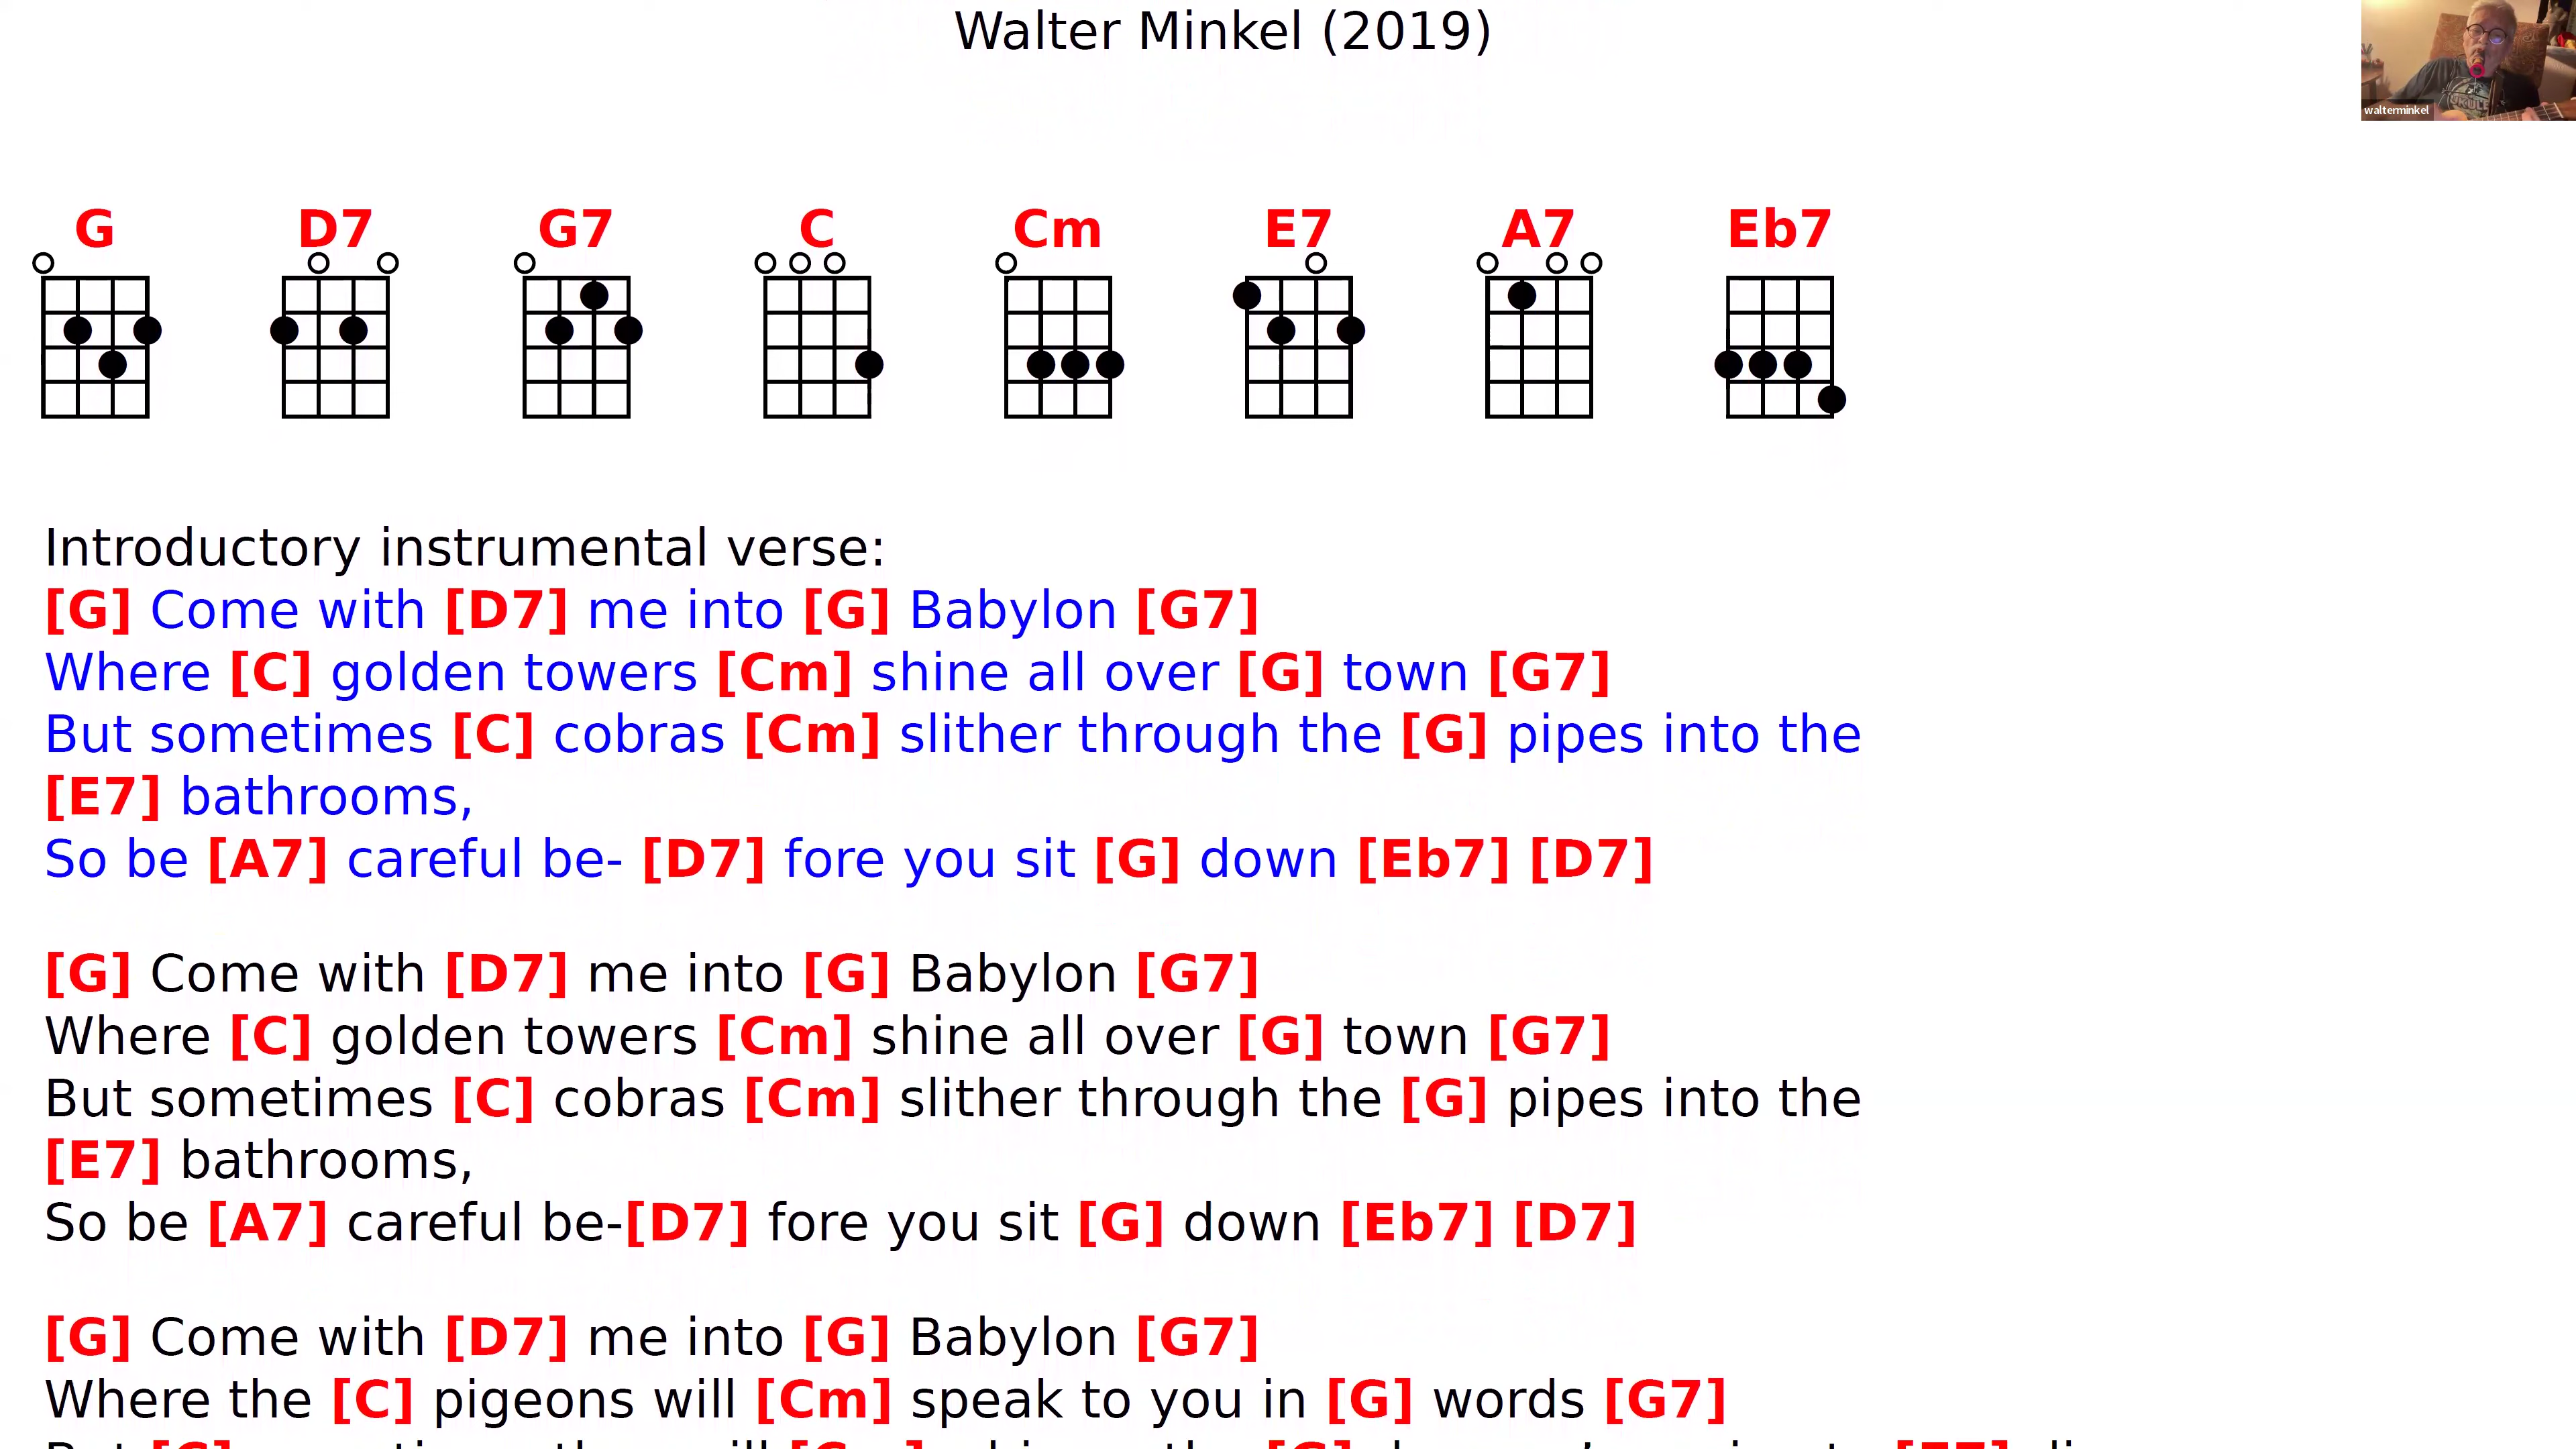 Walter Minkel (2019)
walterminkel
G D7 G7 C Cm E7 A7 Eb7
Introductory instrumental verse:
[G] Come with [D7] me into [G] Babylon [G7]
Where [C] golden towers [Cm] shine all over [G] town [G7]
But sometimes [C] cobras [Cm] slither through the [G] pipes into the
[E7] bathrooms,
So be [A7] careful be- [D7] fore you sit [G] down [Eb7] [D7]
[G] Come with [D7] me into [G] Babylon [G7]
Where [C] golden towers [Cm] shine all over [G] town [G7]
But sometimes [C] cobras [Cm] slither through the [G] pipes into the
[E7] bathrooms,
So be [A7] careful be-[D7] fore you sit [G] down [Eb7] [D7]
[G] Come with [D7] me into [G] Babylon [G7]
Where the [C] pigeons will [Cm] speak to you in [G] words [G7]